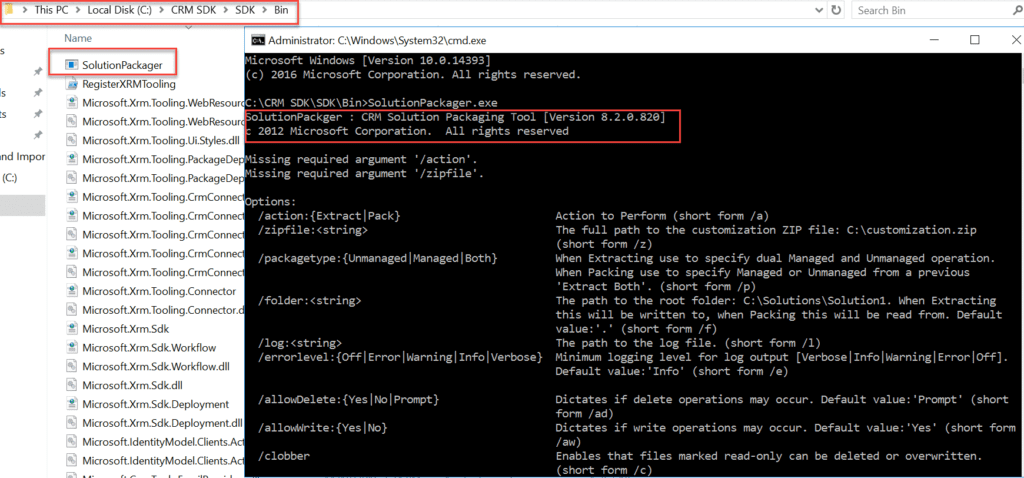 This PC > Local Disk (C:) > CRM SDK > SDK > Bin
Search Bin
Name
SolutionPackager
RegisterXRMTooling
Microsoft.Xrm.Tooling.WebResourc
Microsoft.Xrm.Tooling.Ui.Styles.dll
Microsoft.Xrm.Tooling.PackageDep
Microsoft.Xrm.Tooling.PackageDep
Microsoft.Xrm.Tooling.CrmConnect
Microsoft.Xrm.Tooling.CrmConnect
Microsoft.Xrm.Tooling.CrmConnect
Microsoft.Xrm.Tooling.CrmConnect
Microsoft.Xrm.Tooling.Connector
Microsoft.Xrm.Tooling.Connector.d
Microsoft.Xrm.Sdk
Microsoft.Xrm.Sdk.Workflow
Microsoft.Xrm.Sdk.Workflow.dll
Microsoft.Xrm.Sdk.dll
Microsoft.Xrm.Sdk.Deployment
Microsoft.Xrm.Sdk.Deployment.dll
Microsoft.IdentityModel.Clients.Act
Microsoft.IdentityModel.Clients.Act
and Impor
(C:)
Administrator: C:\Windows\System32\cmd.exe
Microsoft Windows [Version 10.0.14393]
(c) 2016 Microsoft Corporation. All rights reserved.
C:\CRM SDK\SDK\Bin>SolutionPackager.exe
SolutionPackger : CRM Solution Packaging Tool [Version 8.2.0.820]
c 2012 Microsoft Corporation.  All rights reserved
Missing required argument '/action'.
Missing required argument '/zipfile'.
Options:
/action:{Extract|Pack} Action to Perform (short form /a)
/zipfile:<string> The full path to the customization ZIP file: C:\customization.zip
(short form /z)
/packagetype:{Unmanaged|Managed|Both} When Extracting use to specify dual Managed and Unmanaged operation.
When Packing use to specify Managed or Unmanaged from a previous
'Extract Both'. (short form /p)
/folder:<string> The path to the root folder: C:\Solutions\Solution1. When Extracting
this will be written to, when Packing this will be read from. Default
value:'.' (short form /f)
/log:<string> The path to the log file. (short form /l)
/errorlevel:{Off|Error|Warning|Info|Verbose} Minimum logging level for log output [Verbose|Info|Warning|Error|Off].
Default value:'Info' (short form /e)
/allowDelete:{Yes|No|Prompt} Dictates if delete operations may occur. Default value:'Prompt' (short
form /ad)
/allowWrite:{Yes|No} Dictates if write operations may occur. Default value:'Yes' (short form
/aw)
/clobber Enables that files marked read-only can be deleted or overwritten.
(short form /c)